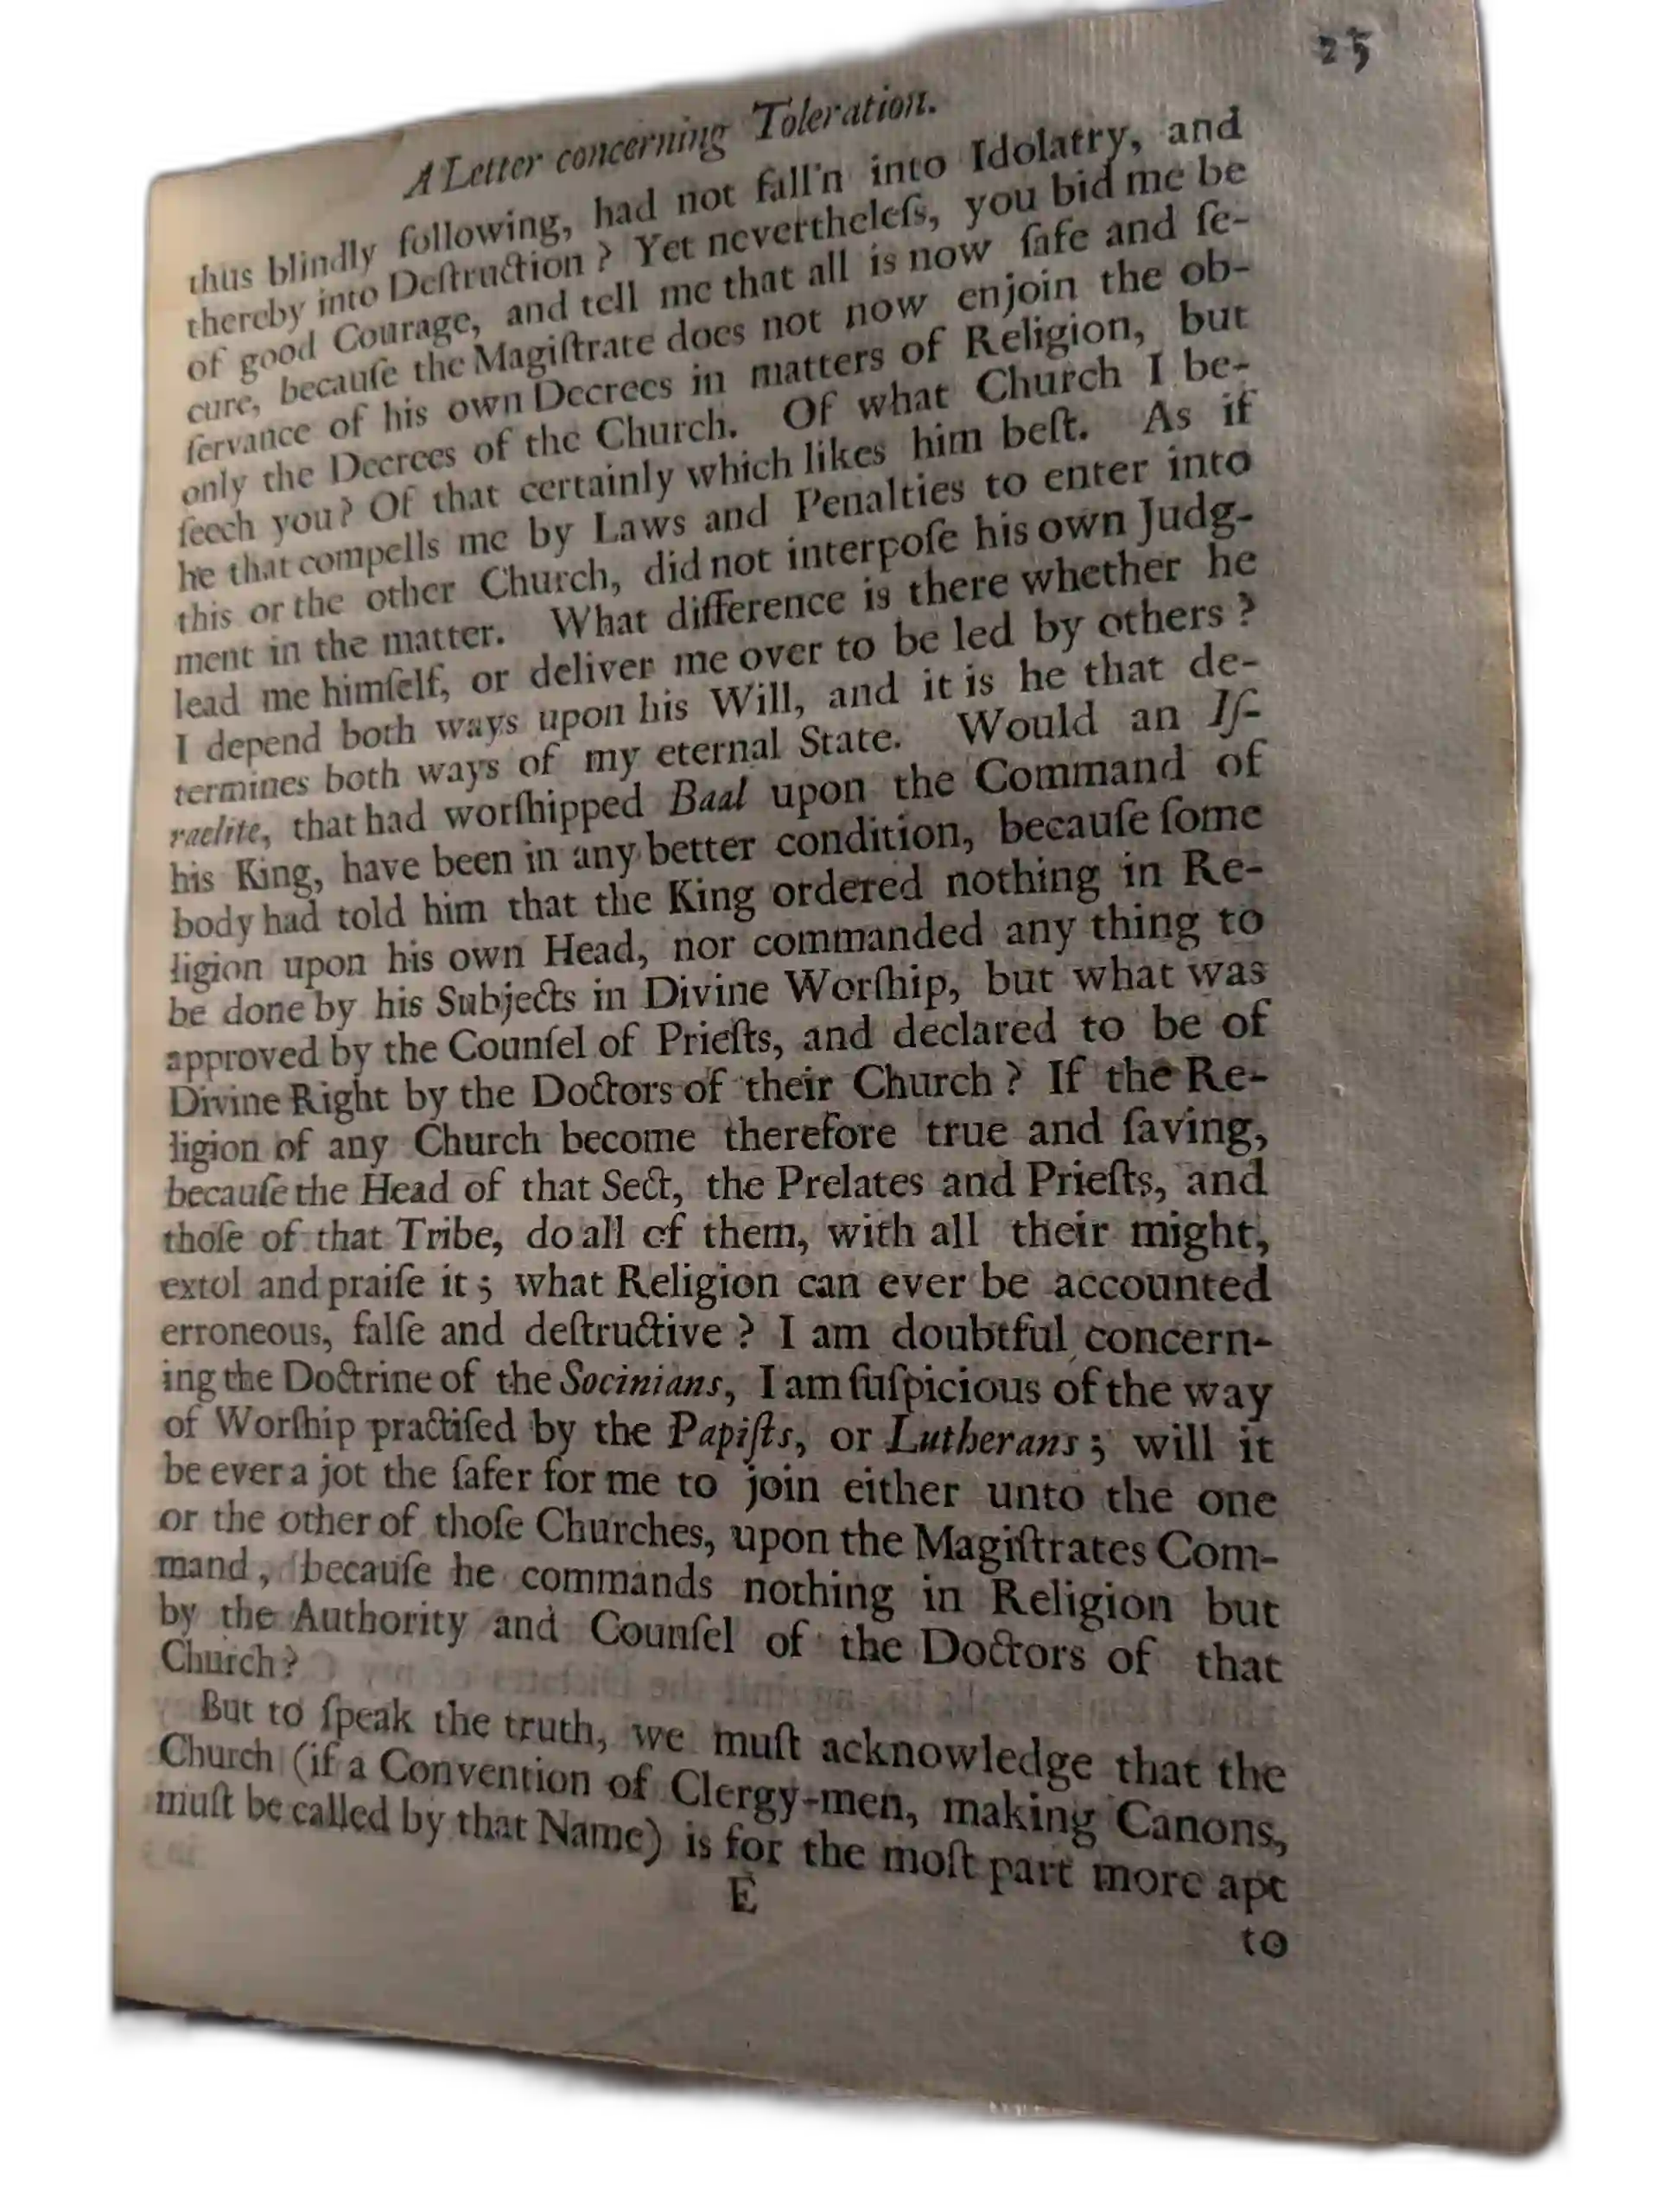 25
A Letter concerning Toleration.
thus blindly following, had not fall'n into Idolatry, and
thereby into Deſtruction ? Yet nevertheleſs, you bid me be
of good Courage, and tell me that all is now ſafe and ſe-
cure, becauſe the Magiſtrate does not now enjoin the ob-
ſervance of his own Decrees in matters of Religion, but
only the Decrees of the Church. Of what Church I be-
ſeech you? Of that certainly which likes him beſt. As if
he that compells me by Laws and Penalties to enter into
this or the other Church, did not interpoſe his own Judg-
ment in the matter. What difference is there whether he
lead me himſelf, or deliver me over to be led by others ?
I depend both ways upon his Will, and it is he that de-
termines both ways of my eternal State. Would an Iſ-
raelite, that had worſhipped Baal upon the Command of
his King, have been in any better condition, becauſe ſome
body had told him that the King ordered nothing in Re-
ligion upon his own Head, nor commanded any thing to
be done by his Subjects in Divine Worſhip, but what was
approved by the Counſel of Prieſts, and declared to be of
Divine Right by the Doctors of their Church ? If the Re-
ligion of any Church become therefore true and ſaving,
becauſe the Head of that Sect, the Prelates and Prieſts, and
thoſe of that Tribe, do all of them, with all their might,
extol and praiſe it ; what Religion can ever be accounted
erroneous, falſe and deſtructive ? I am doubtful concern-
ing the Doctrine of the Socinians, I am ſuſpicious of the way
of Worſhip practiſed by the Papiſts, or Lutherans ; will it
be ever a jot the ſafer for me to join either unto the one
or the other of thoſe Churches, upon the Magiſtrates Com-
mand, becauſe he commands nothing in Religion but
by the Authority and Counſel of the Doctors of that
Church ?
But to ſpeak the truth, we muſt acknowledge that the
Church (if a Convention of Clergy-men, making Canons,
muſt be called by that Name) is for the moſt part more apt
E
to